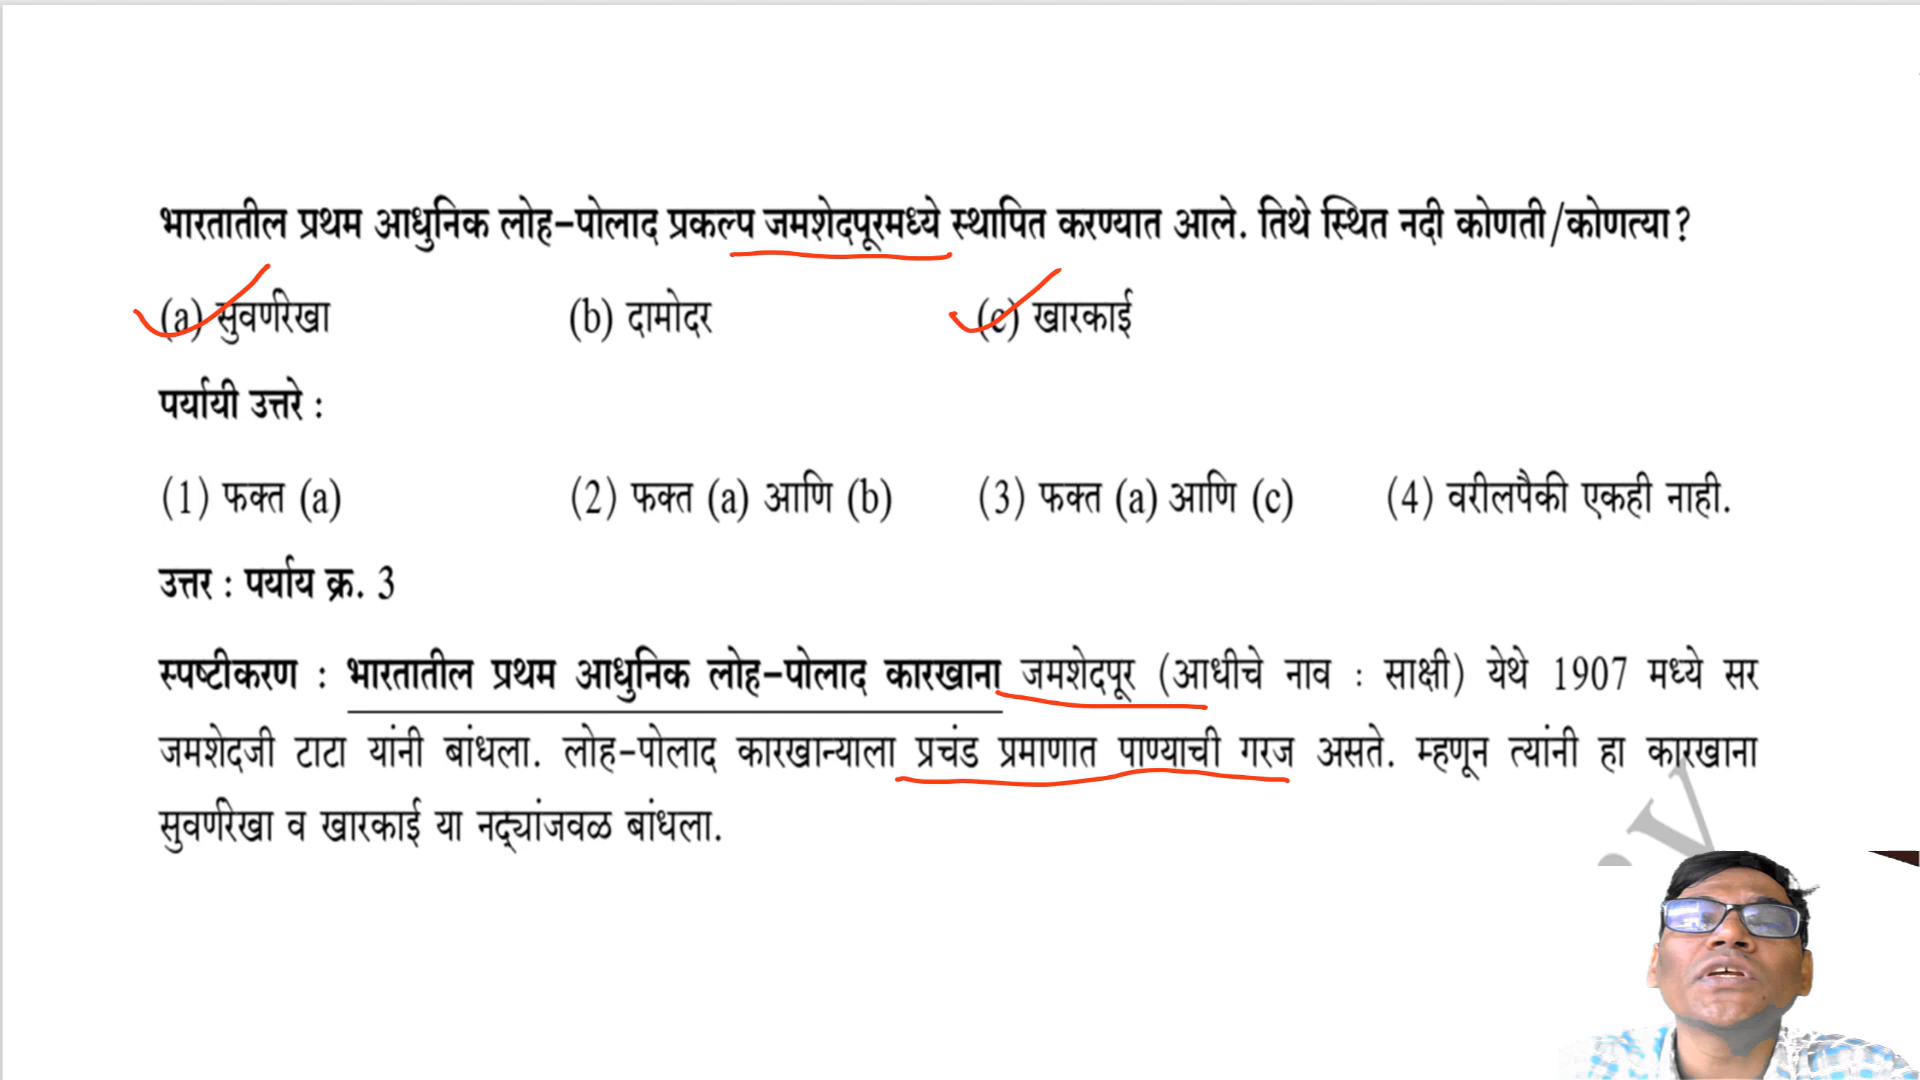 भारतातील प्रथम आधुनिक लोह-पोलाद प्रकल्प जमशेदपूरमध्ये स्थापित करण्यात आले. तिथे स्थित नदी कोणती/कोणत्या?
(a) सुवर्णरेखा (b) दामोदर (c) खारकाई
पर्यायी उत्तरे :
(1) फक्त (a) (2) फक्त (a) आणि (b) (3) फक्त (a) आणि (c) (4) वरीलपैकी एकही नाही.
उत्तर : पर्याय क्र. 3
स्पष्टीकरण : भारतातील प्रथम आधुनिक लोह-पोलाद कारखाना जमशेदपूर (आधीचे नाव : साक्षी) येथे 1907 मध्ये सर
जमशेदजी टाटा यांनी बांधला. लोह-पोलाद कारखान्याला प्रचंड प्रमाणात पाण्याची गरज असते. म्हणून त्यांनी हा कारखाना
सुवर्णरेखा व खारकाई या नद्यांजवळ बांधला.